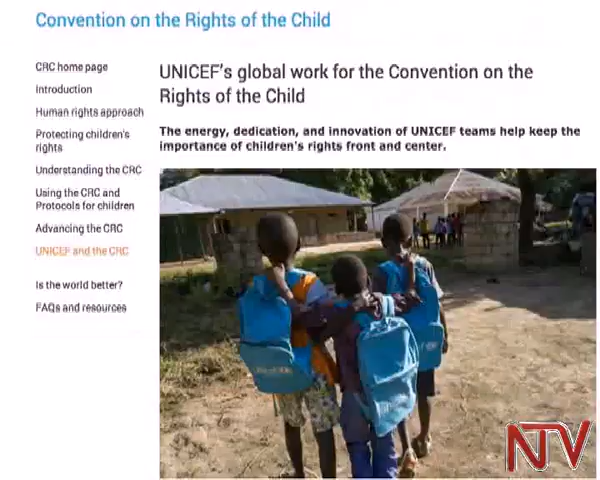 Convention on the Rights of the Child
CRC home page
Introduction
Human rights approach
Protecting children's
rights
Understanding the CRC
Using the CRC and
Protocols for children
Advancing the CRC
UNICEF and the CRC
Is the world better?
FAQs and resources
UNICEF's global work for the Convention on the
Rights of the Child
The energy, dedication, and innovation of UNICEF teams help keep the
importance of children's rights front and center.
NTV